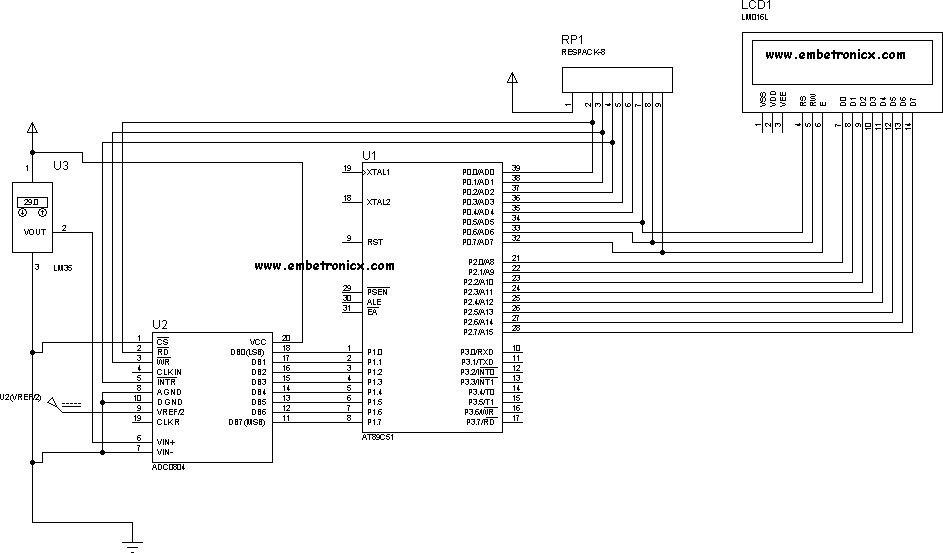 LCD1
LM016L
www.embetronicx.com
VSS VDD VEE RS RW E D0 D1 D2 D3 D4 D5 D6 D7
1 2 3 4 5 6 7 8 9 10 11 12 13 14
RP1
RESPACK-8
1 2 3 4 5 6 7 8 9
U3
1
29.0
VOUT 2
3 LM35
U1
19 XTAL1
18 XTAL2
9 RST
www.embetronicx.com
29 PSEN
30 ALE
31 EA
1 P1.0
2 P1.1
3 P1.2
4 P1.3
5 P1.4
6 P1.5
7 P1.6
8 P1.7
P0.0/AD0 39
P0.1/AD1 38
P0.2/AD2 37
P0.3/AD3 36
P0.4/AD4 35
P0.5/AD5 34
P0.6/AD6 33
P0.7/AD7 32
P2.0/A8 21
P2.1/A9 22
P2.2/A10 23
P2.3/A11 24
P2.4/A12 25
P2.5/A13 26
P2.6/A14 27
P2.7/A15 28
P3.0/RXD 10
P3.1/TXD 11
P3.2/INT0 12
P3.3/INT1 13
P3.4/T0 14
P3.5/T1 15
P3.6/WR 16
P3.7/RD 17
AT89C51
U2
1 CS
2 RD
3 WR
4 CLK IN
5 INTR
8 A GND
10 D GND
9 VREF/2
19 CLK R
6 VIN+
7 VIN-
VCC 20
DB0(LSB) 18
DB1 17
DB2 16
DB3 15
DB4 14
DB5 13
DB6 12
DB7(MSB) 11
ADC0804
U2(VREF/2)